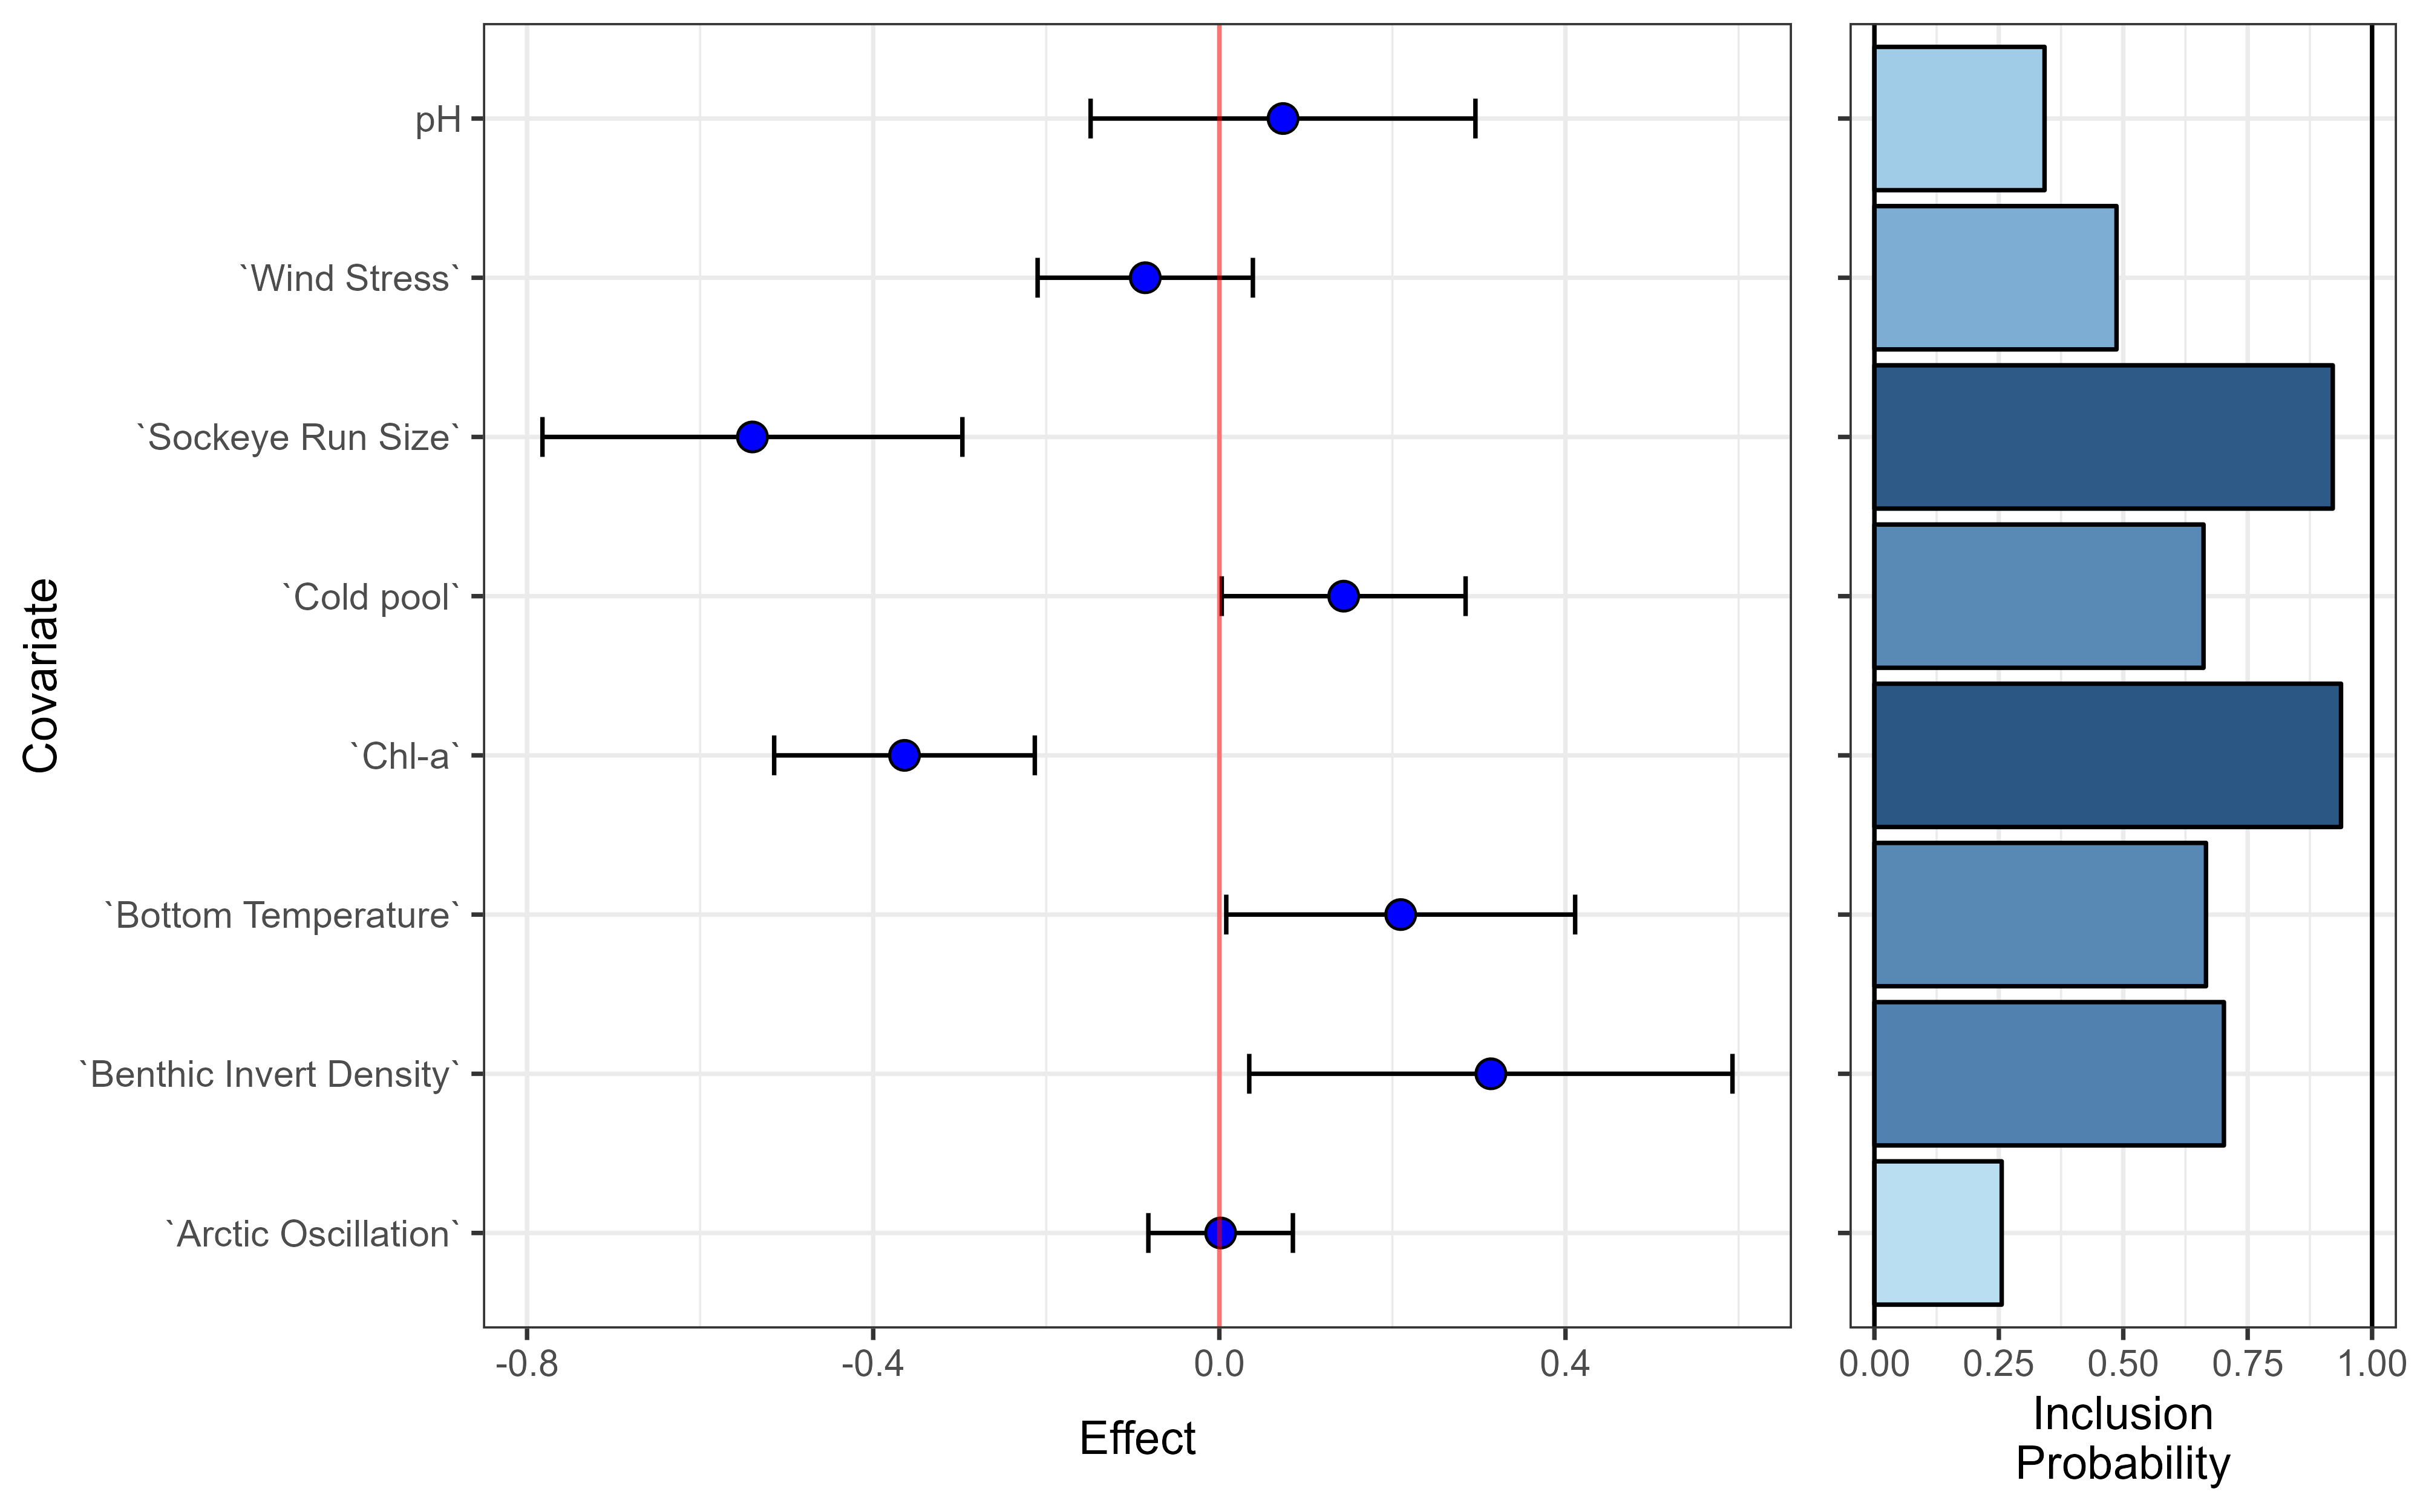 Covariate
pH
`Wind Stress`
`Sockeye Run Size`
`Cold pool`
`Chl-a`
`Bottom Temperature`
`Benthic Invert Density`
`Arctic Oscillation`
-0.8 -0.4 0.0 0.4
Effect
0.00 0.25 0.50 0.75 1.00
Inclusion
Probability